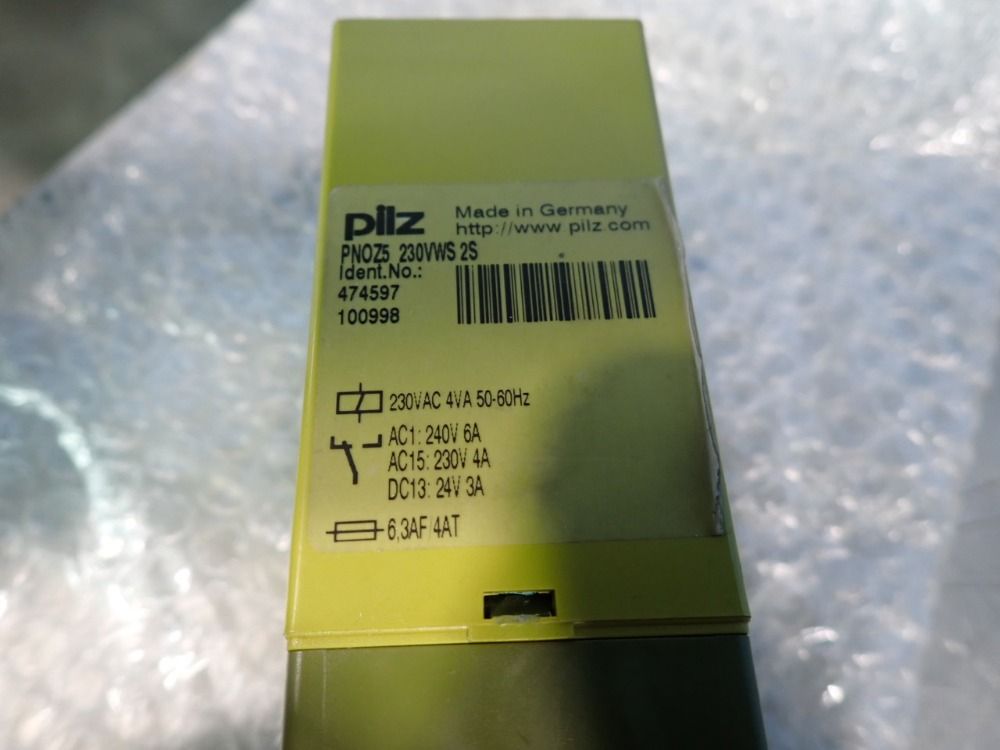 pilz
Made in Germany
http://www pilz.com
PNOZ5 230VWS 2S
Ident.No.:
474597
100998
230VAC 4VA 50-60Hz
AC1: 240V 6A
AC15: 230V 4A
DC13: 24V 3A
6,3AF/4AT